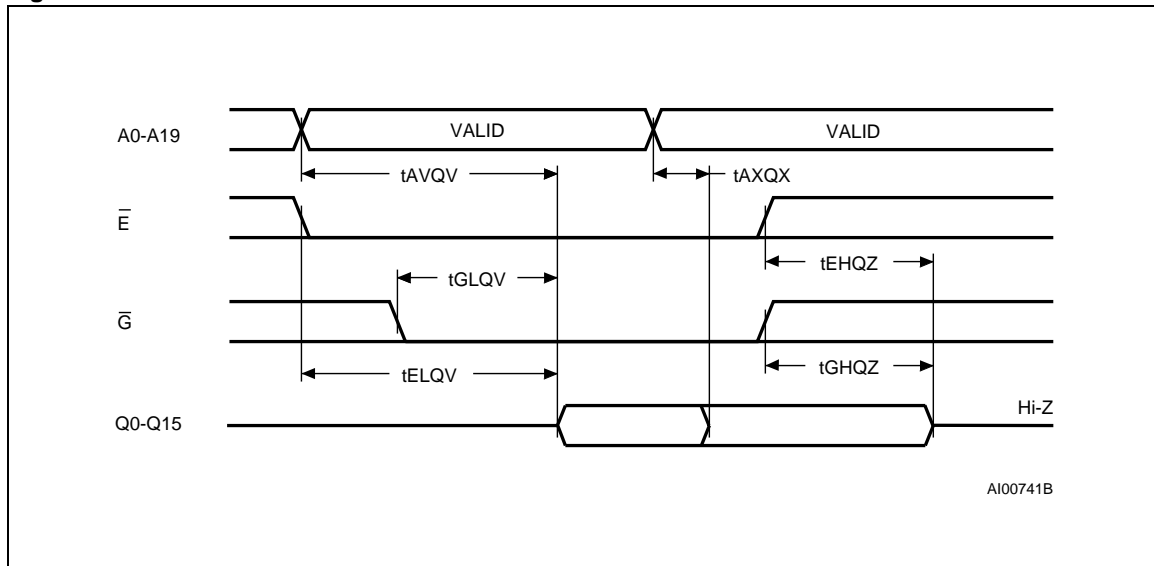 A0-A19
VALID
VALID
tAVQV
tAXQX
E̅
tEHQZ
tGLQV
G̅
tGHQZ
tELQV
Q0-Q15
Hi-Z
AI00741B